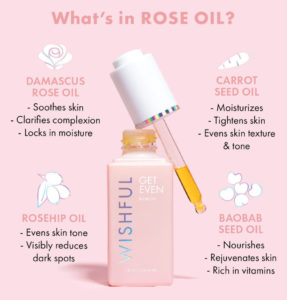 What's in ROSE OIL?
DAMASCUS
ROSE OIL
- Soothes skin
- Clarifies complexion
- Locks in moisture
CARROT
SEED OIL
- Moisturizes
- Tightens skin
- Evens skin texture
& tone
WISHFUL
GET
EVEN
ROSEHIP OIL
- Evens skin tone
- Visibly reduces
dark spots
BAOBAB
SEED OIL
- Nourishes
- Rejuvenates skin
- Rich in vitamins